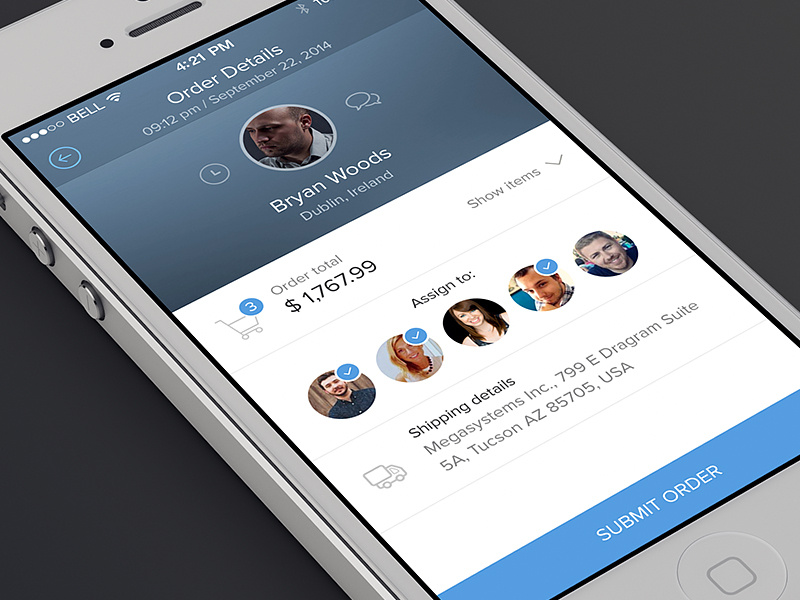 BELL
4:21 PM
Order Details
09:12 pm / September 22, 2014
Bryan Woods
Dublin, Ireland
Show items
3
Order total
$ 1,767.99
Assign to:
Shipping details
Megasystems Inc., 799 E Dragram Suite
5A, Tucson AZ 85705, USA
SUBMIT ORDER